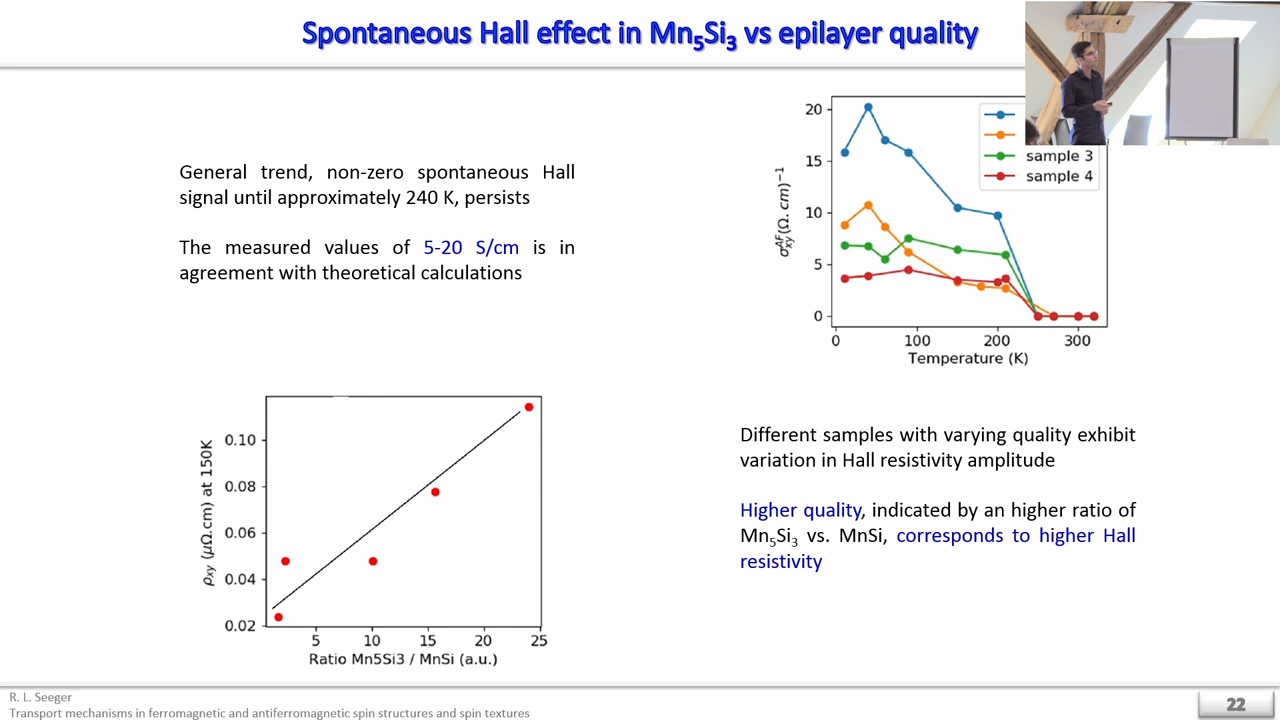 Spontaneous Hall effect in Mn₅Si₃ vs epilayer quality
General trend, non-zero spontaneous Hall
signal until approximately 240 K, persists
The measured values of 5-20 S/cm is in
agreement with theoretical calculations
20
15
10
5
0
σxy^AF (Ω. cm)⁻¹
sample 3
sample 4
0 100 200 300
Temperature (K)
0.10
0.08
0.06
0.04
0.02
ρxy (μΩ.cm) at 150K
5 10 15 20 25
Ratio Mn5Si3 / MnSi (a.u.)
Different samples with varying quality exhibit
variation in Hall resistivity amplitude
Higher quality, indicated by an higher ratio of
Mn₅Si₃ vs. MnSi, corresponds to higher Hall
resistivity
R. L. Seeger
Transport mechanisms in ferromagnetic and antiferromagnetic spin structures and spin textures
22